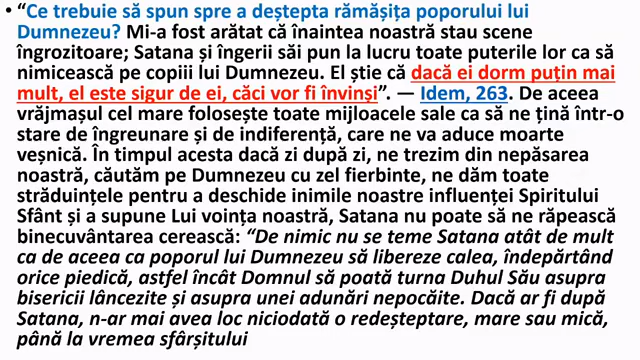 • “Ce trebuie să spun spre a deștepta rămășița poporului lui
Dumnezeu? Mi-a fost arătat că înaintea noastră stau scene
îngrozitoare; Satana și îngerii săi pun la lucru toate puterile lor ca să
nimicească pe copiii lui Dumnezeu. El știe că dacă ei dorm puțin mai
mult, el este sigur de ei, căci vor fi învinși”. — Idem, 263. De aceea
vrăjmașul cel mare folosește toate mijloacele sale ca să ne țină într-o
stare de îngreunare și de indiferență, care ne va aduce moarte
veșnică. În timpul acesta dacă zi după zi, ne trezim din nepăsarea
noastră, căutăm pe Dumnezeu cu zel fierbinte, ne dăm toate
străduințele pentru a deschide inimile noastre influenței Spiritului
Sfânt și a supune Lui voința noastră, Satana nu poate să ne răpească
binecuvântarea cerească: “De nimic nu se teme Satana atât de mult
ca de aceea ca poporul lui Dumnezeu să libereze calea, îndepărtând
orice piedică, astfel încât Domnul să poată turna Duhul Său asupra
bisericii lâncezite și asupra unei adunări nepocăite. Dacă ar fi după
Satana, n-ar mai avea loc niciodată o redeșteptare, mare sau mică,
până la vremea sfârșitului